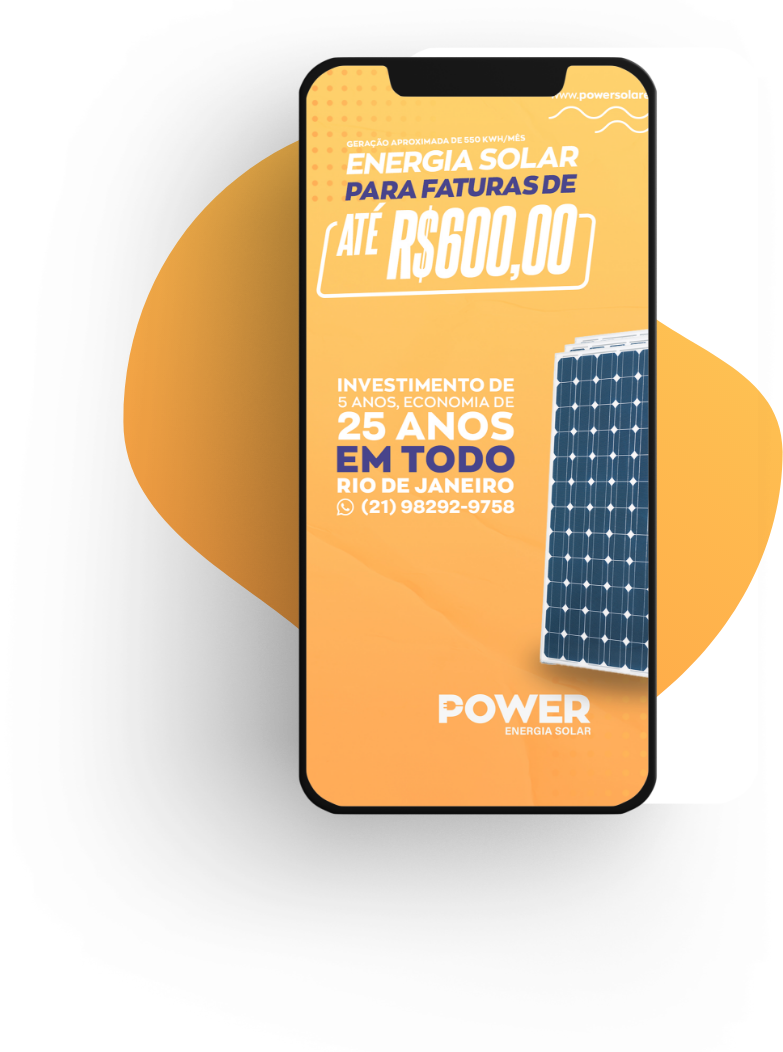 www.powersolar
GERAÇÃO APROXIMADA DE 550 KWH/MÊS
ENERGIA SOLAR
PARA FATURAS DE
ATÉ R$600,00
INVESTIMENTO DE
5 ANOS, ECONOMIA DE
25 ANOS
EM TODO
RIO DE JANEIRO
(21) 98292-9758
POWER
ENERGIA SOLAR